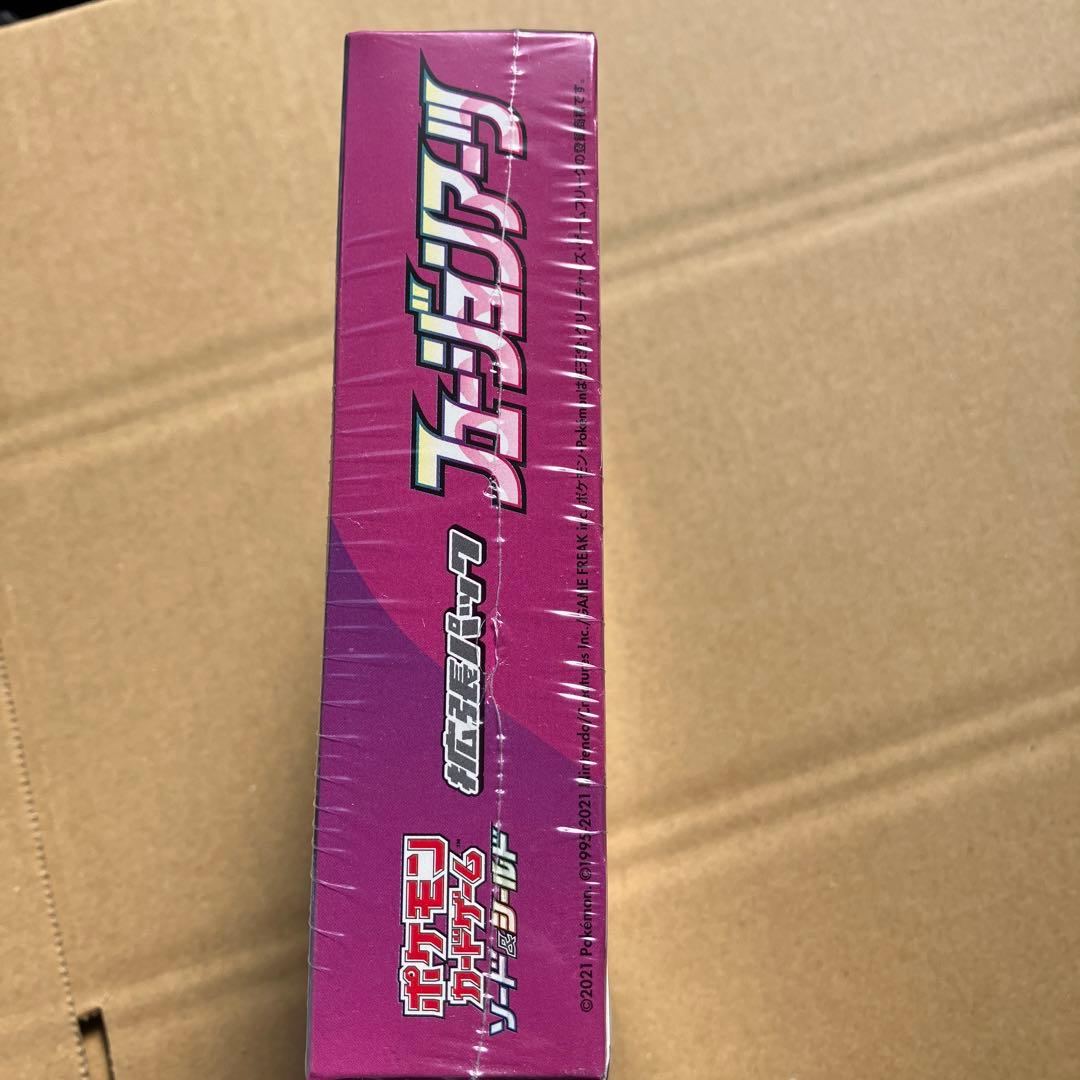 ポケモン
カードゲーム™
ソード&シールド
拡張パック
フュージョンアーツ
©2021 Pokémon ©1995-2021 Nintendo/Creatures Inc./GAME FREAK inc. ポケモン・Pokémonは任天堂・クリーチャーズ・ゲームフリークの登録商標です。